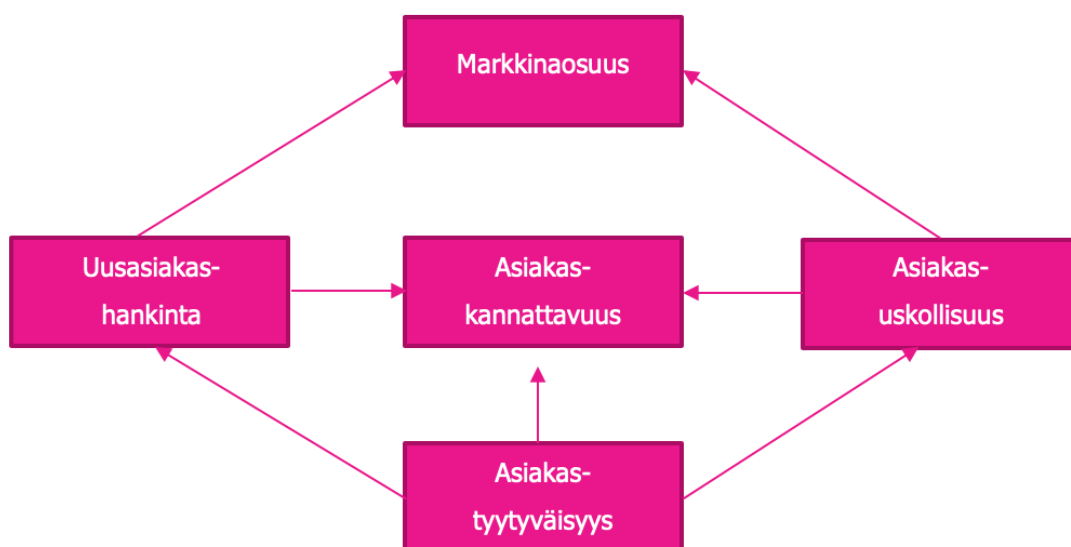 Markkinaosuus
Uusasiakas-
hankinta
Asiakas-
kannattavuus
Asiakas-
uskollisuus
Asiakas-
tyytyväisyys